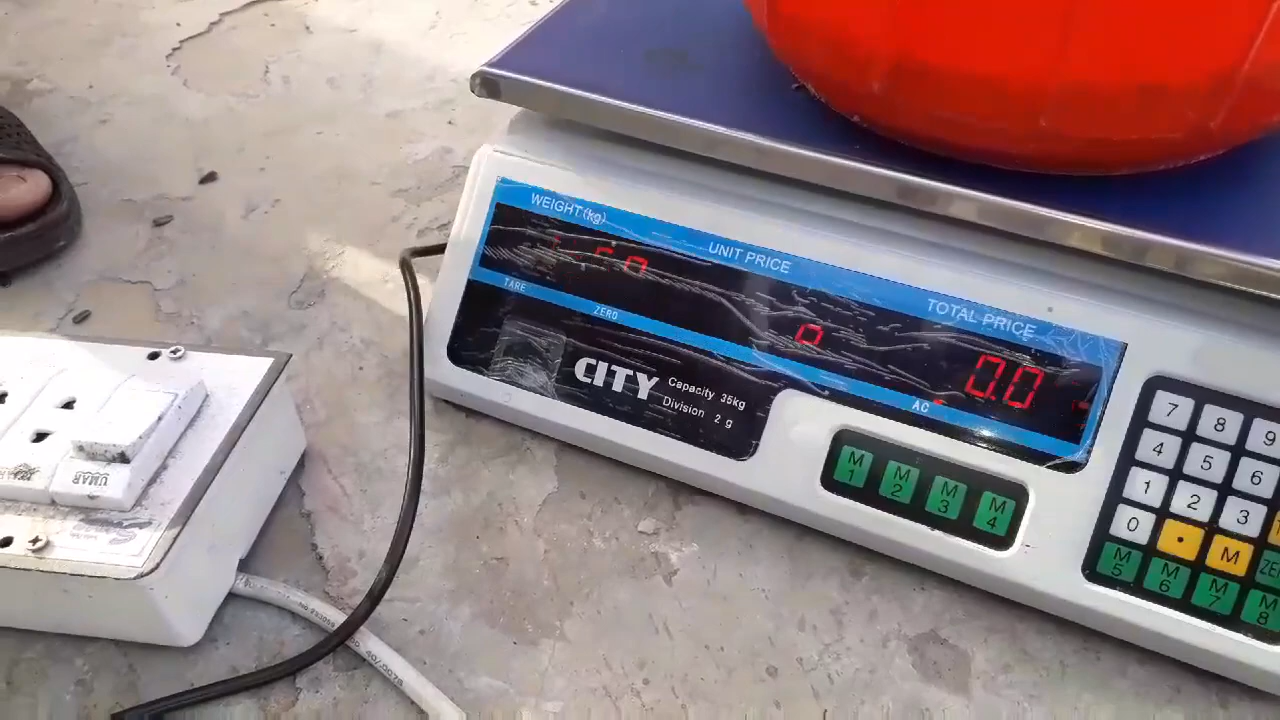 WEIGHT(kg)
UNIT PRICE
TOTAL PRICE
0
0.0
TARE
ZERO
AC
CITY
Capacity 35kg
Division 2 g
M1 M2 M3 M4
7 8 9
4 5 6
1 2 3
0 . M
M5 M6 M7 M8
UMAR